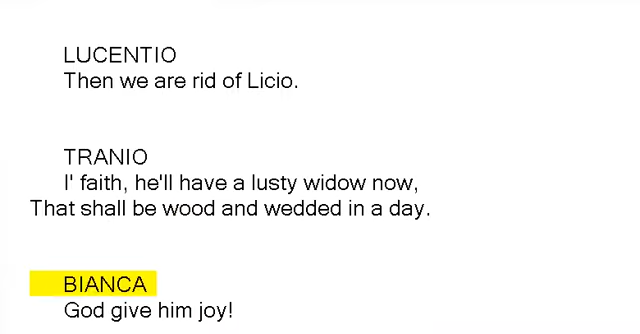 LUCENTIO
Then we are rid of Licio.
TRANIO
I' faith, he'll have a lusty widow now,
That shall be wood and wedded in a day.
BIANCA
God give him joy!